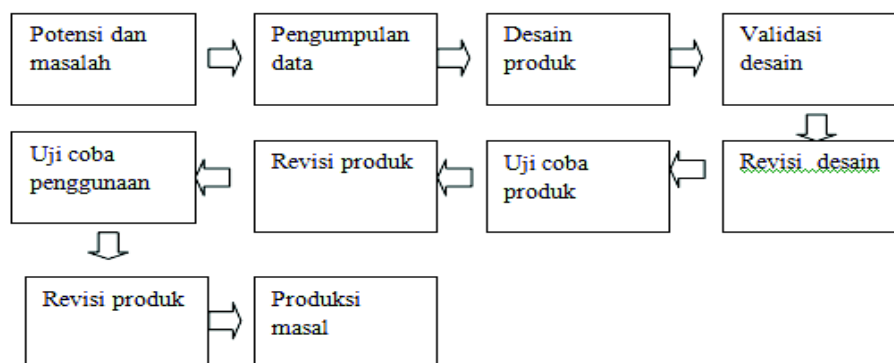 Potensi dan
masalah
Pengumpulan
data
Desain
produk
Validasi
desain
Revisi desain
Uji coba
produk
Revisi produk
Uji coba
penggunaan
Revisi produk
Produksi
masal